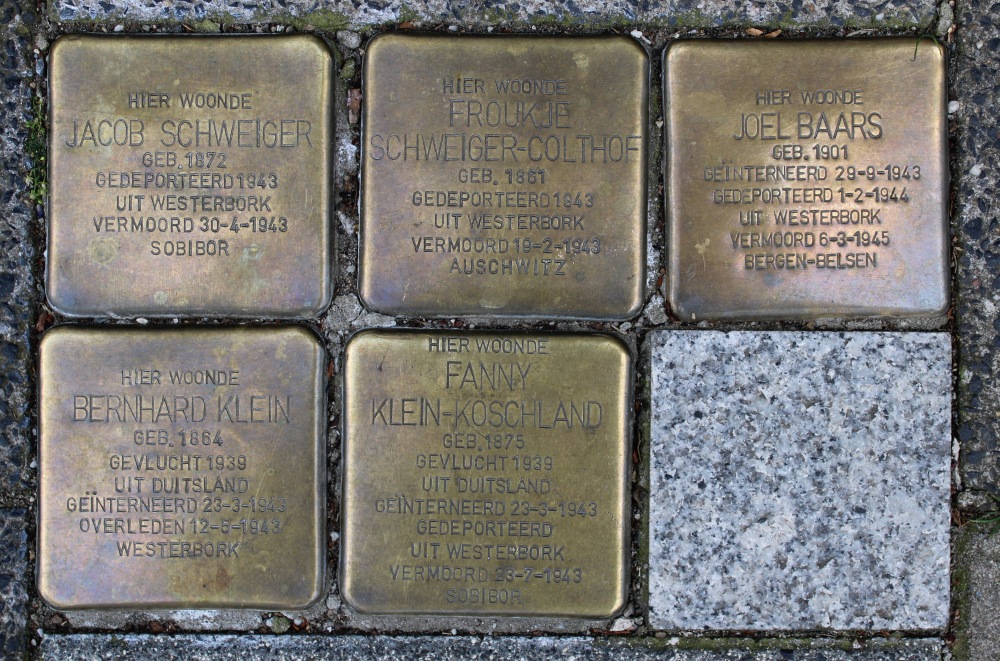 HIER WOONDE
JACOB SCHWEIGER
GEB. 1872
GEDEPORTEERD 1943
UIT WESTERBORK
VERMOORD 30-4-1943
SOBIBOR
HIER WOONDE
FROUKJE
SCHWEIGER-COLTHOF
GEB. 1861
GEDEPORTEERD 1943
UIT WESTERBORK
VERMOORD 19-2-1943
AUSCHWITZ
HIER WOONDE
JOEL BAARS
GEB. 1901
GEÏNTERNEERD 29-9-1943
GEDEPORTEERD 1-2-1944
UIT WESTERBORK
VERMOORD 6-3-1945
BERGEN-BELSEN
HIER WOONDE
BERNHARD KLEIN
GEB. 1864
GEVLUCHT 1939
UIT DUITSLAND
GEÏNTERNEERD 23-3-1943
OVERLEDEN 12-5-1943
WESTERBORK
HIER WOONDE
FANNY
KLEIN-KOSCHLAND
GEB. 1875
GEVLUCHT 1939
UIT DUITSLAND
GEÏNTERNEERD 23-3-1943
GEDEPORTEERD
UIT WESTERBORK
VERMOORD 23-7-1943
SOBIBOR